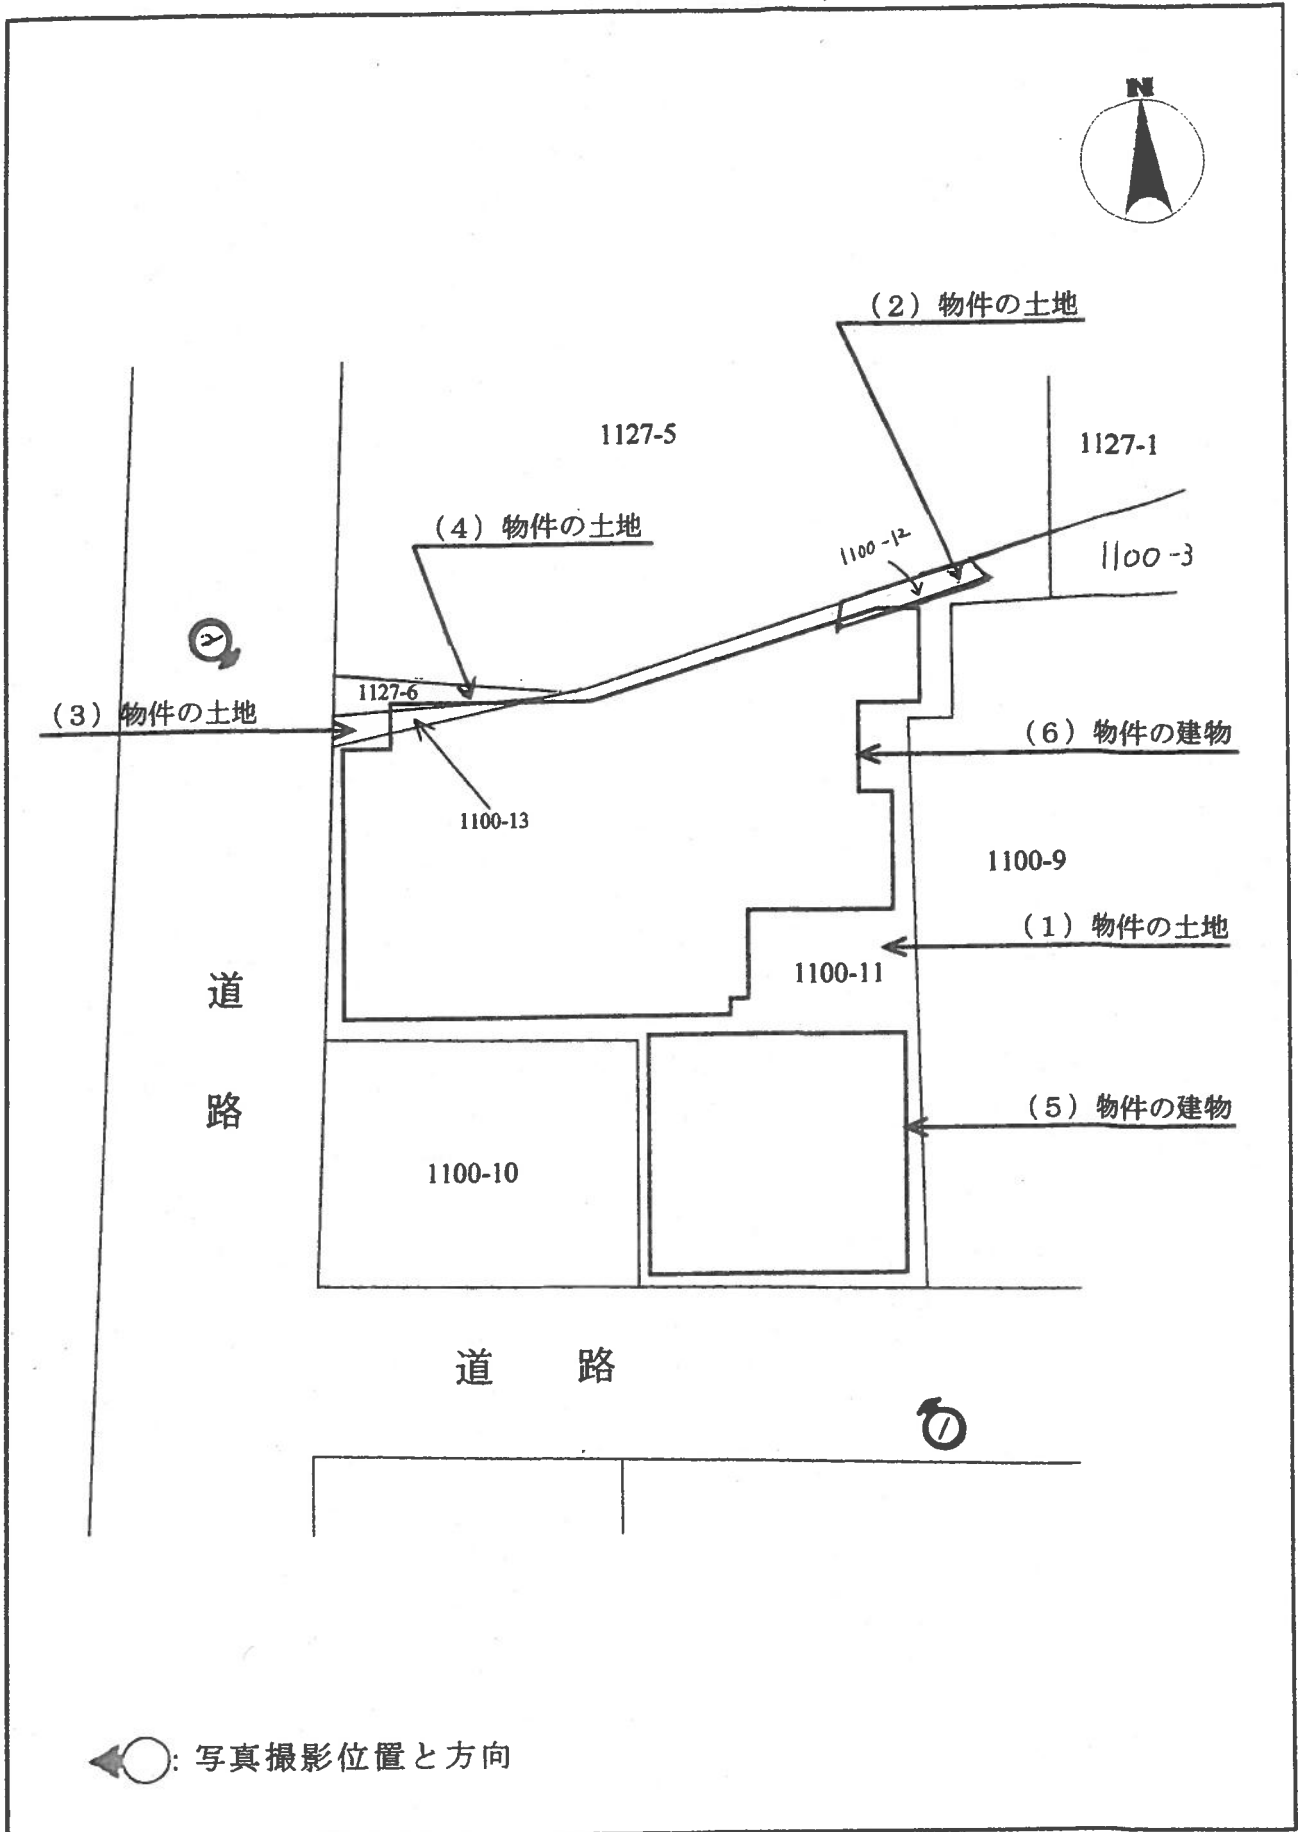 N
(2) 物件の土地
1127-5
1127-1
(4) 物件の土地
1100-12
1100-3
2
1127-6
(3) 物件の土地
(6) 物件の建物
1100-13
1100-9
(1) 物件の土地
1100-11
道路
(5) 物件の建物
1100-10
道 路
1
: 写真撮影位置と方向